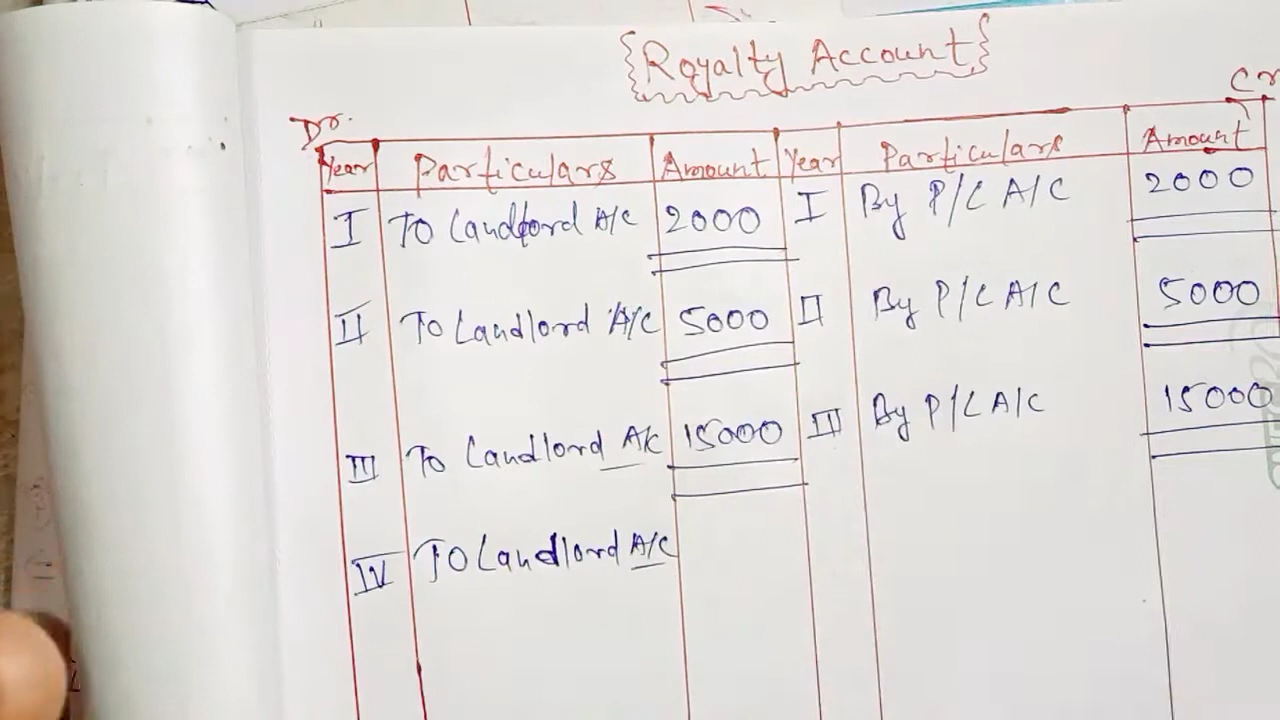 {Royalty Account}
Dr. Cr
Year Particulars Amount Year Particulars Amount
I To Landlord A/C 2000 I By P/L A/C 2000
II To Landlord A/C 5000 II By P/L A/C 5000
III To Landlord A/C 15000 III By P/L A/C 15000
IV To Landlord A/C